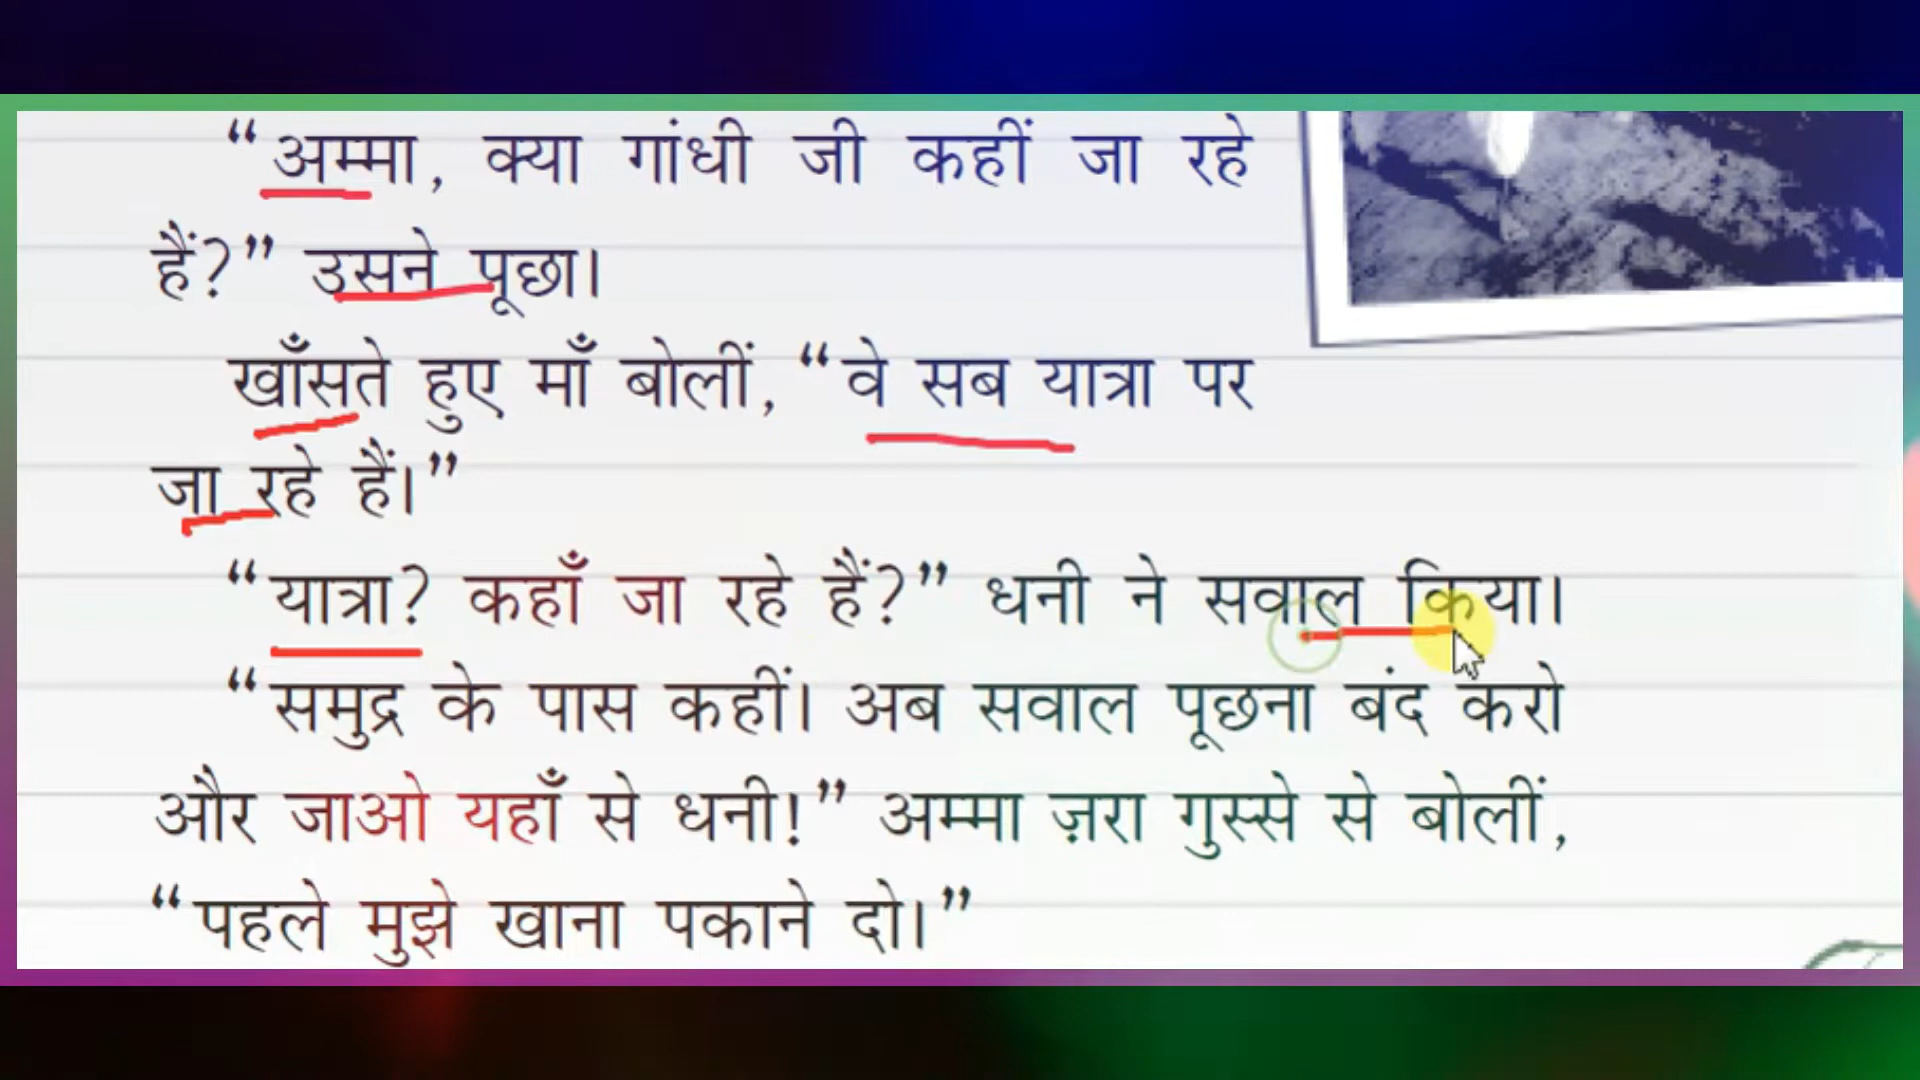 “अम्मा, क्या गांधी जी कहीं जा रहे
हैं?” उसने पूछा।
खाँसते हुए माँ बोलीं, “वे सब यात्रा पर
जा रहे हैं।”
“यात्रा? कहाँ जा रहे हैं?” धनी ने सवाल किया।
“समुद्र के पास कहीं। अब सवाल पूछना बंद करो
और जाओ यहाँ से धनी!” अम्मा ज़रा गुस्से से बोलीं,
“पहले मुझे खाना पकाने दो।”